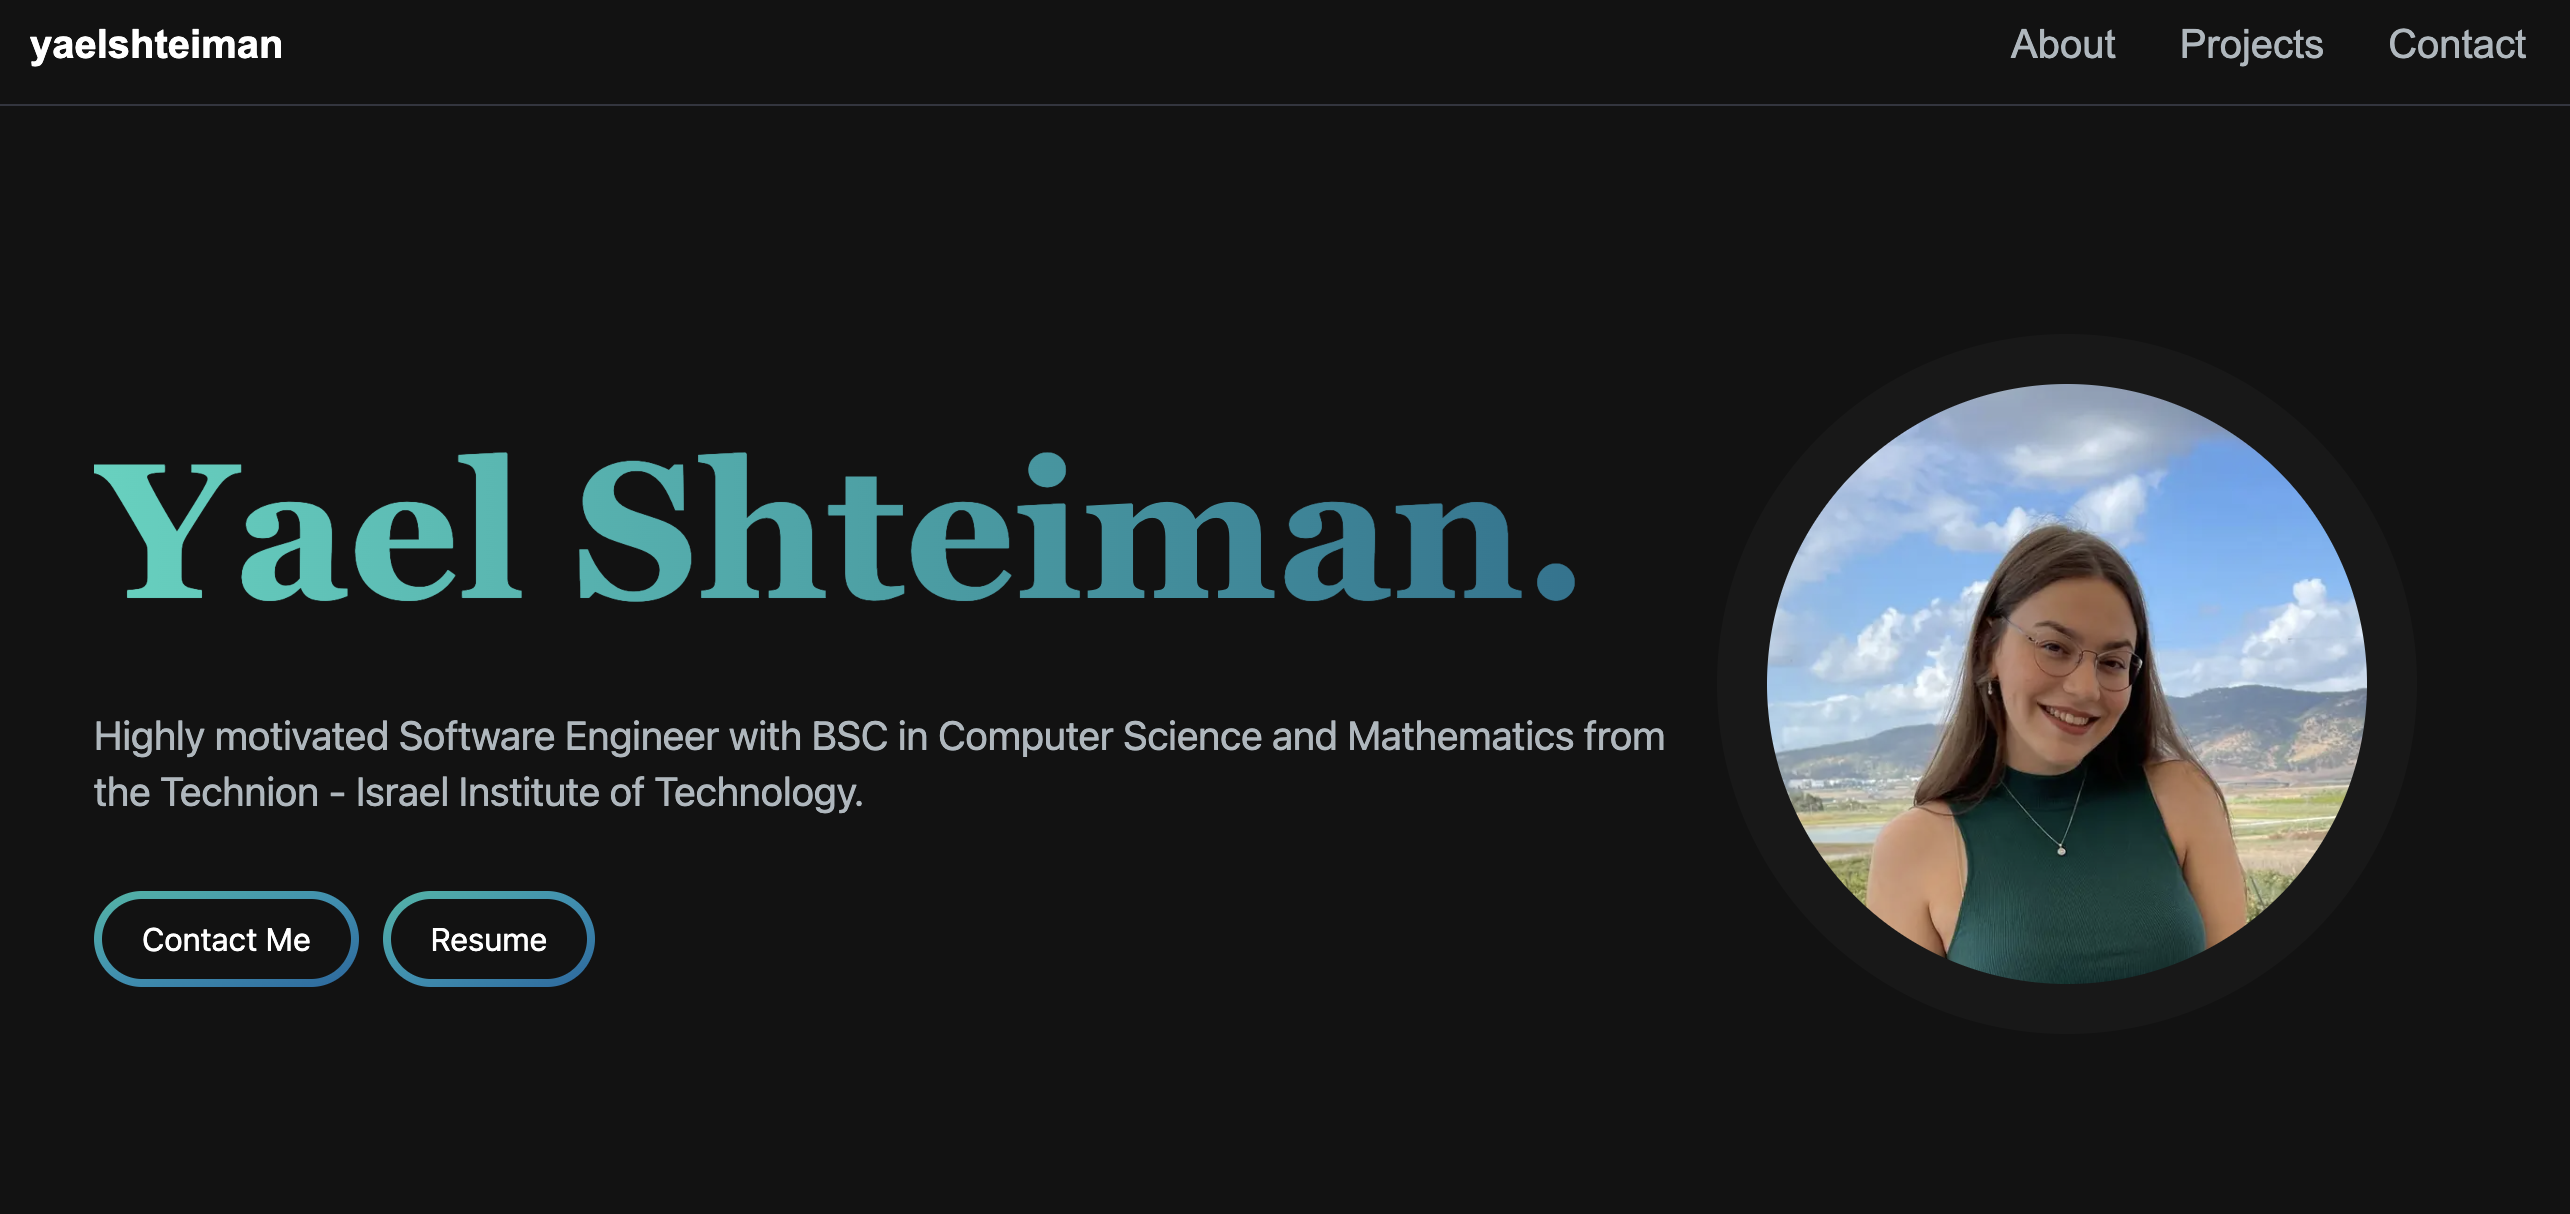 yaelshteiman
About
Projects
Contact
Yael Shteiman.
Highly motivated Software Engineer with BSC in Computer Science and Mathematics from
the Technion - Israel Institute of Technology.
Contact Me
Resume